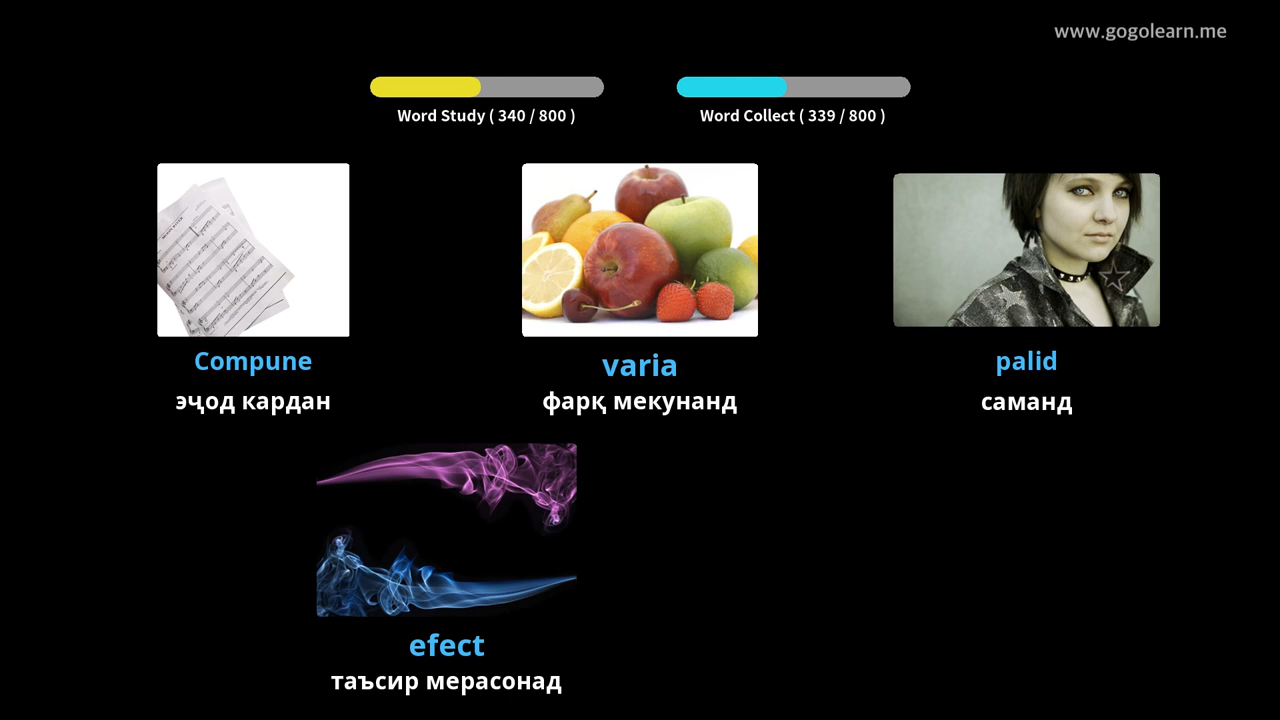 www.gogolearn.me
Word Study ( 340 / 800 )
Word Collect ( 339 / 800 )
Compune
эҷод кардан
varia
фарқ мекунанд
palid
саманд
efect
таъсир мерасонад